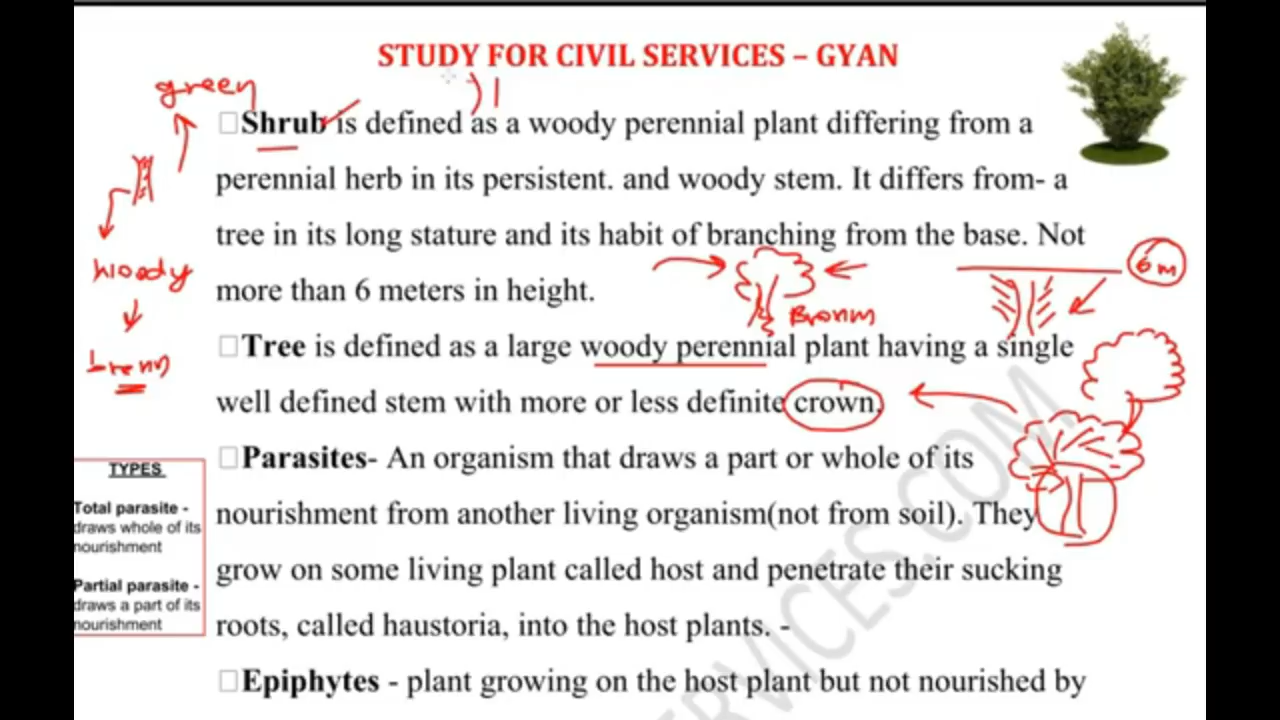 STUDY FOR CIVIL SERVICES – GYAN
green
Shrub is defined as a woody perennial plant differing from a
perennial herb in its persistent. and woody stem. It differs from- a
tree in its long stature and its habit of branching from the base. Not
woody
6 m
more than 6 meters in height.
Tree is defined as a large woody perennial plant having a single
well defined stem with more or less definite crown.
Parasites- An organism that draws a part or whole of its
nourishment from another living organism(not from soil). They
grow on some living plant called host and penetrate their sucking
roots, called haustoria, into the host plants. -
Epiphytes - plant growing on the host plant but not nourished by
TYPES
Total parasite -
draws whole of its
nourishment
Partial parasite -
draws a part of its
nourishment
SERVICES.COM